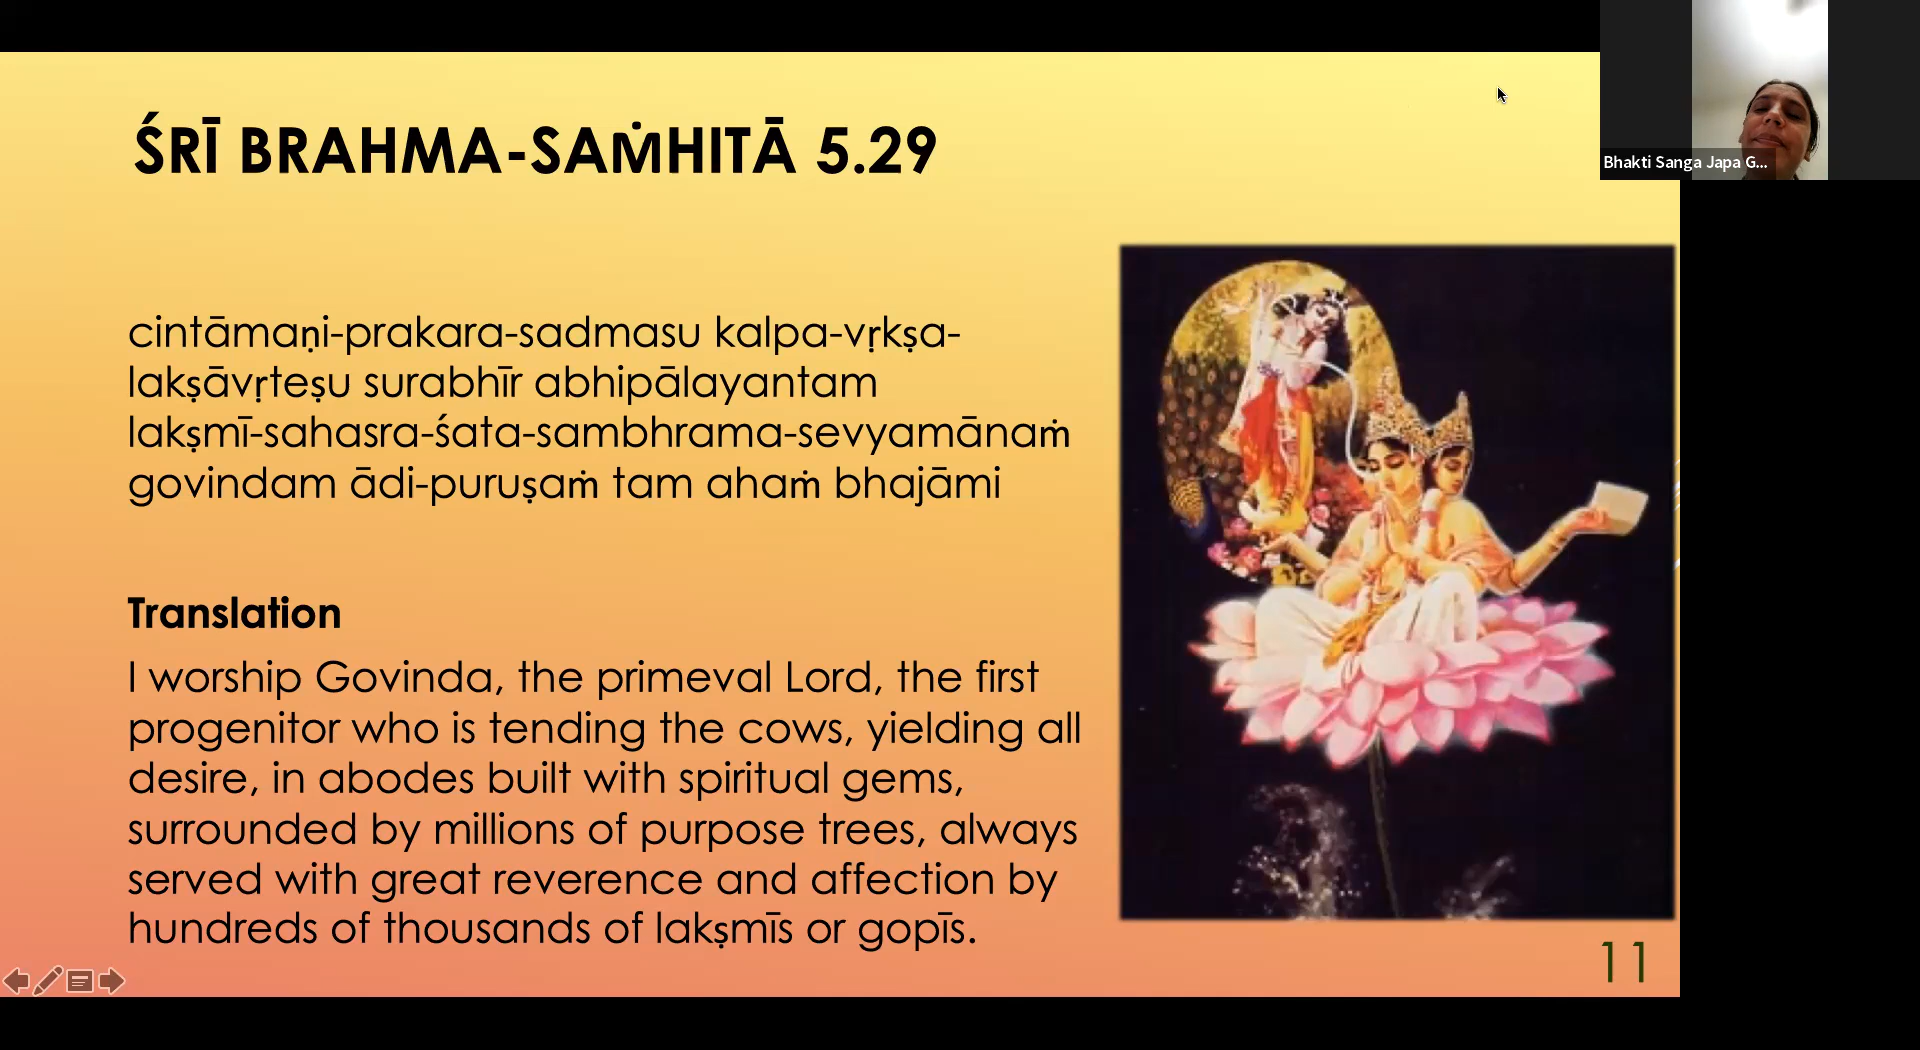 ŚRĪ BRAHMA-SAṀHITĀ 5.29
Bhakti Sanga Japa G...
cintāmaṇi-prakara-sadmasu kalpa-vṛkṣa-
lakṣāvṛteṣu surabhīr abhipālayantam
lakṣmī-sahasra-śata-sambhrama-sevyamānaṁ
govindam ādi-puruṣaṁ tam ahaṁ bhajāmi
Translation
I worship Govinda, the primeval Lord, the first
progenitor who is tending the cows, yielding all
desire, in abodes built with spiritual gems,
surrounded by millions of purpose trees, always
served with great reverence and affection by
hundreds of thousands of lakṣmīs or gopīs.
11